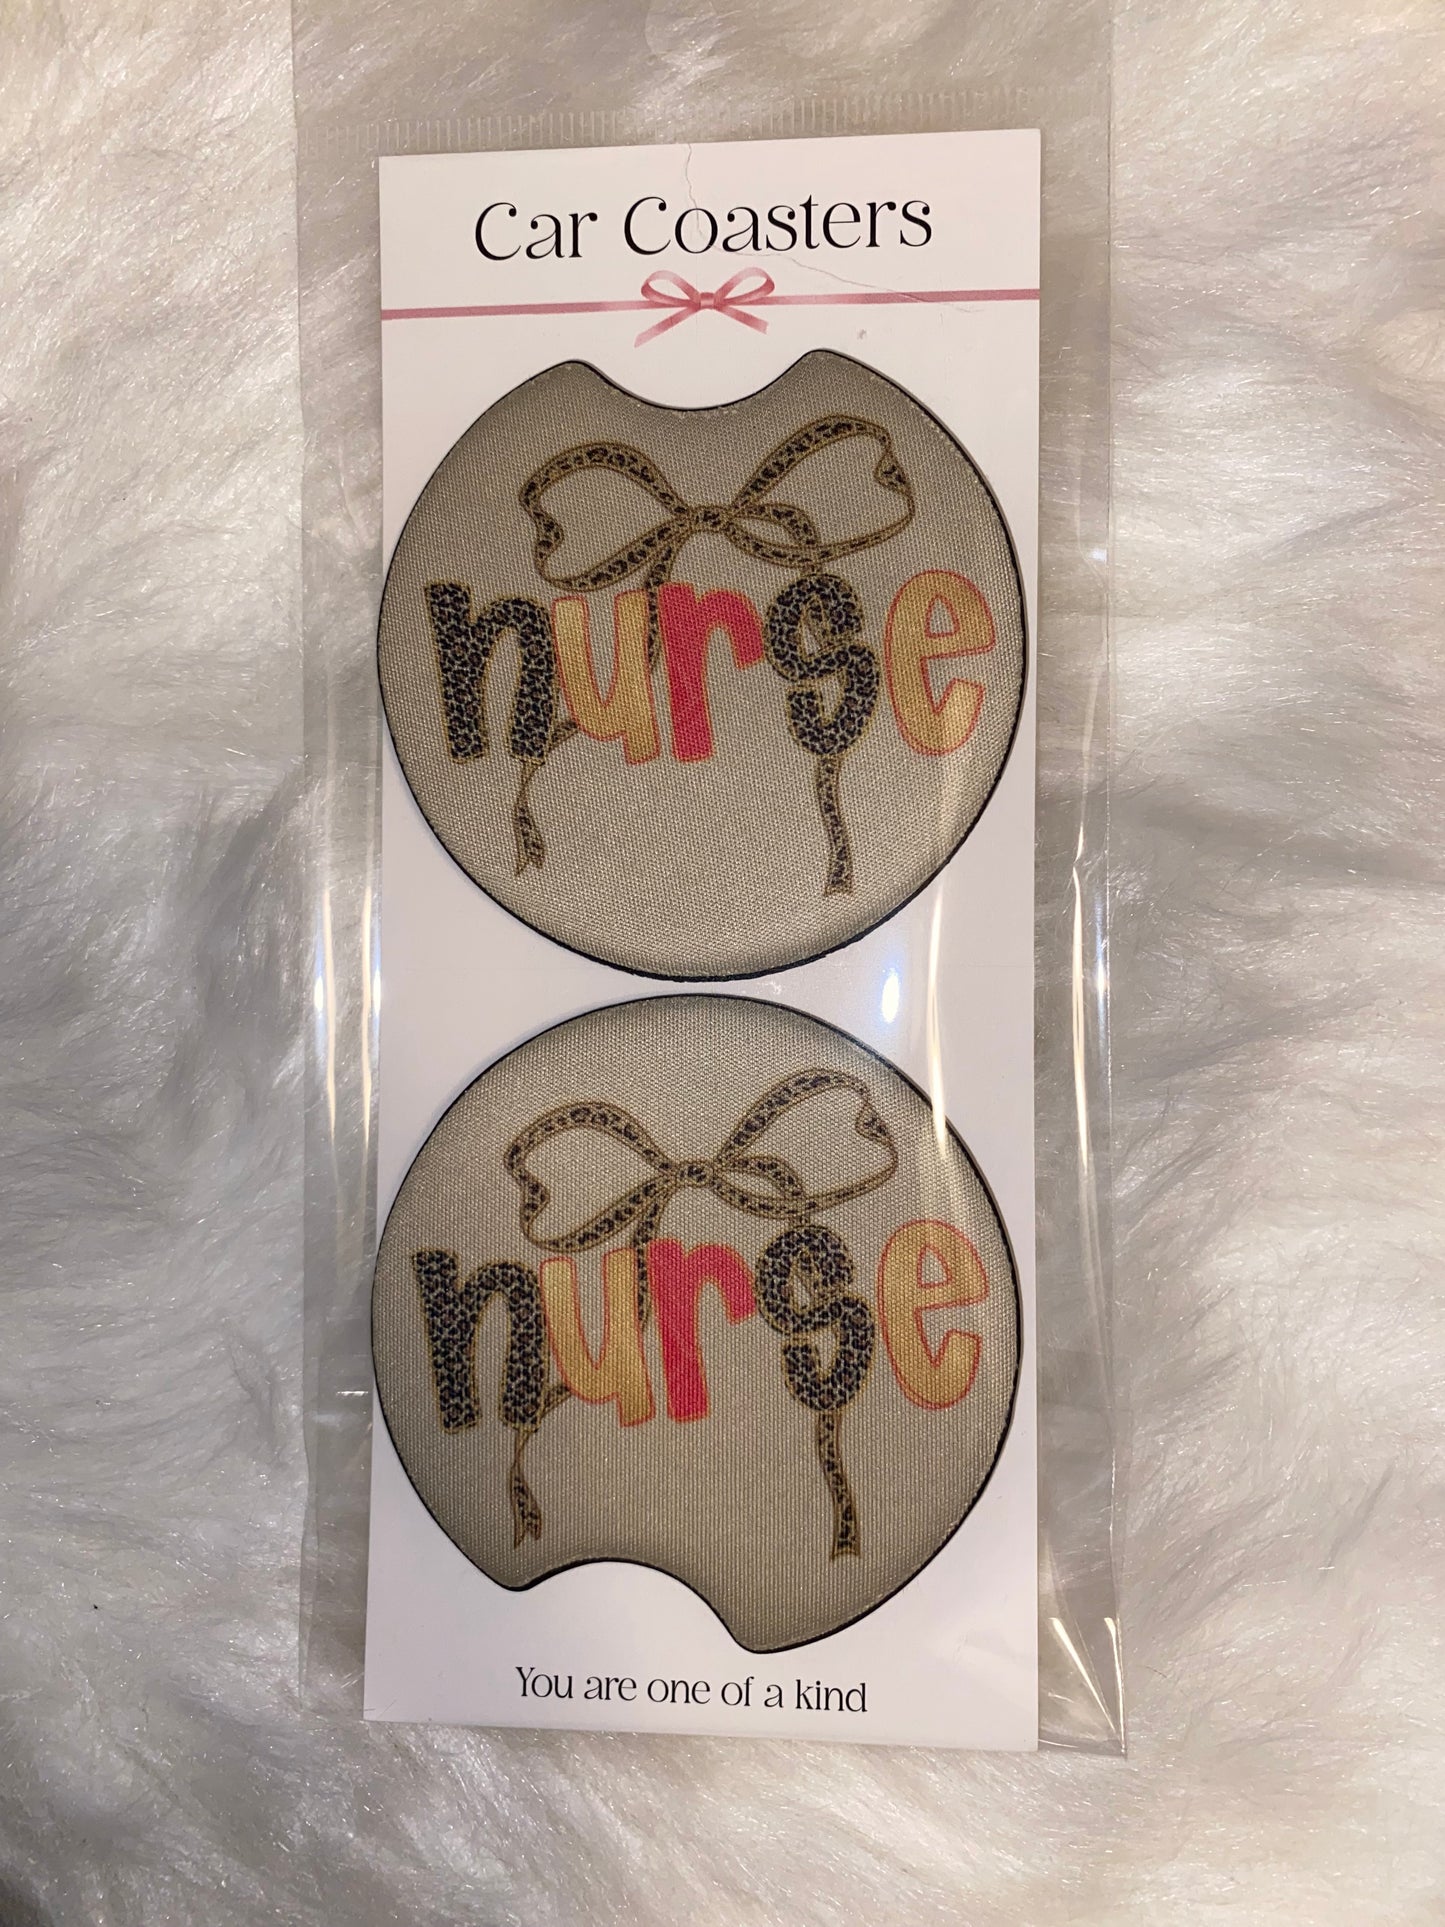 Car Coasters
nurse
nurse
You are one of a kind